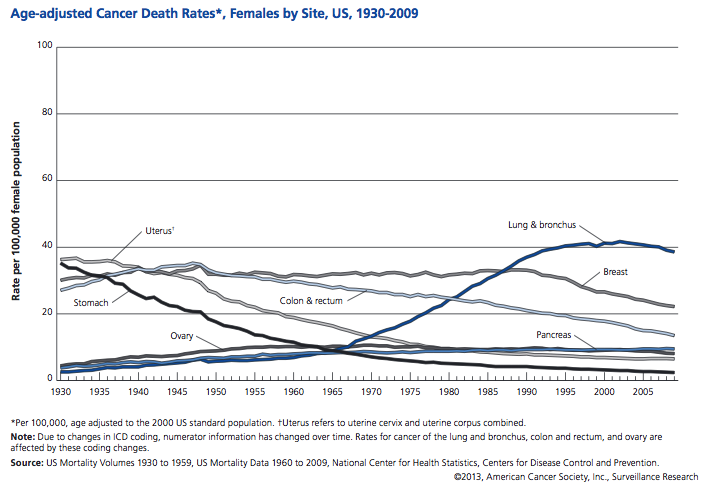 Age-adjusted Cancer Death Rates*, Females by Site, US, 1930-2009
100
80
60
40
20
0
Rate per 100,000 female population
Uterus†
Lung & bronchus
Breast
Stomach
Colon & rectum
Ovary
Pancreas
1930 1935 1940 1945 1950 1955 1960 1965 1970 1975 1980 1985 1990 1995 2000 2005
*Per 100,000, age adjusted to the 2000 US standard population. †Uterus refers to uterine cervix and uterine corpus combined.
Note: Due to changes in ICD coding, numerator information has changed over time. Rates for cancer of the lung and bronchus, colon and rectum, and ovary are
affected by these coding changes.
Source: US Mortality Volumes 1930 to 1959, US Mortality Data 1960 to 2009, National Center for Health Statistics, Centers for Disease Control and Prevention.
©2013, American Cancer Society, Inc., Surveillance Research